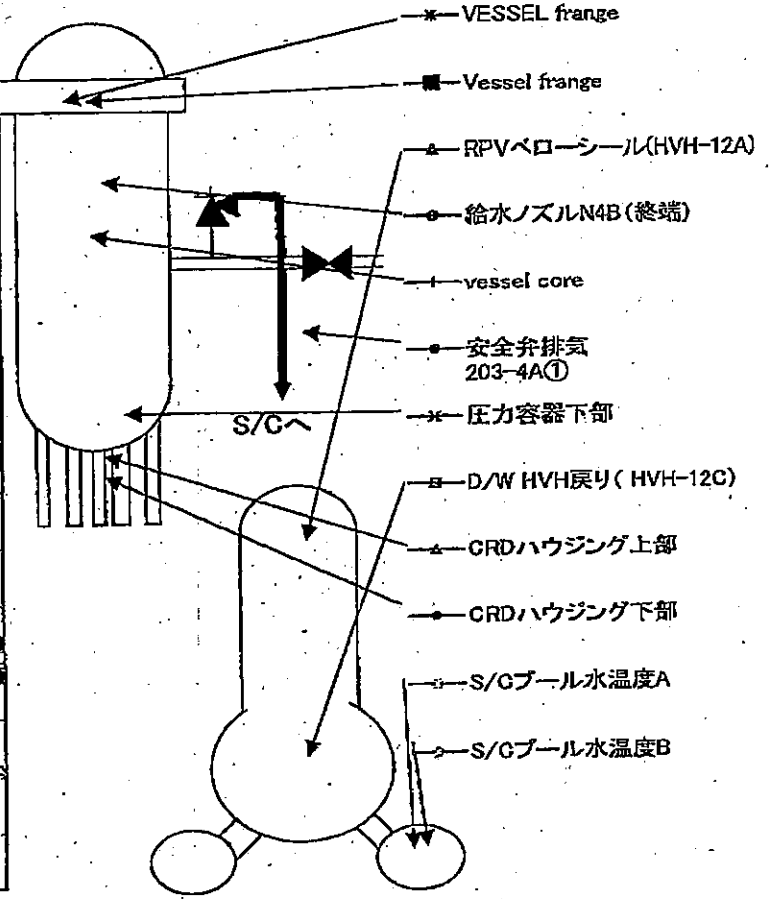 VESSEL frange
Vessel frange
RPVベローシール(HVH-12A)
給水ノズルN4B(終端)
vessel core
安全弁排気
203-4A①
S/Cへ
圧力容器下部
D/W HVH戻り( HVH-12C)
CRDハウジング上部
CRDハウジング下部
S/Cプール水温度A
S/Cプール水温度B